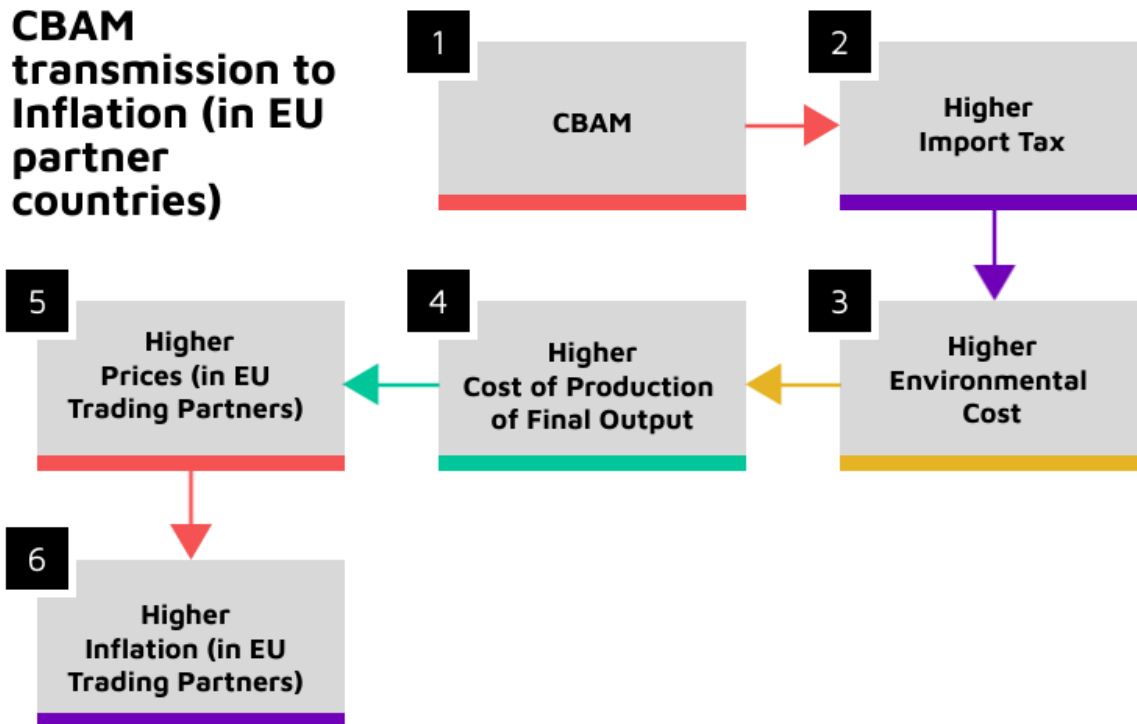 CBAM
transmission to
Inflation (in EU
partner
countries)
1
CBAM
2
Higher
Import Tax
3
Higher
Environmental
Cost
4
Higher
Cost of Production
of Final Output
5
Higher
Prices (in EU
Trading Partners)
6
Higher
Inflation (in EU
Trading Partners)